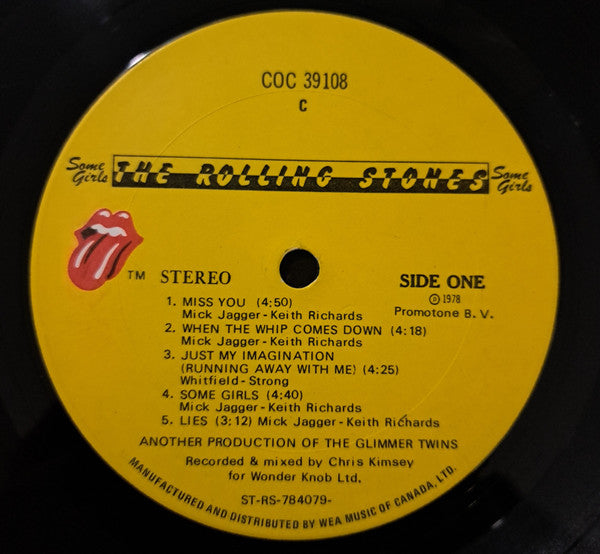 COC 39108
C
Some Girls
THE ROLLING STONES
Some Girls
TM
STEREO
SIDE ONE
℗ 1978
Promotone B.V.
1. MISS YOU (4:50)
Mick Jagger-Keith Richards
2. WHEN THE WHIP COMES DOWN (4:18)
Mick Jagger-Keith Richards
3. JUST MY IMAGINATION
(RUNNING AWAY WITH ME) (4:25)
Whitfield-Strong
4. SOME GIRLS (4:40)
Mick Jagger-Keith Richards
5. LIES (3:12) Mick Jagger-Keith Richards
ANOTHER PRODUCTION OF THE GLIMMER TWINS
Recorded & mixed by Chris Kimsey
for Wonder Knob Ltd.
ST-RS-784079-
MANUFACTURED AND DISTRIBUTED BY WEA MUSIC OF CANADA, LTD.